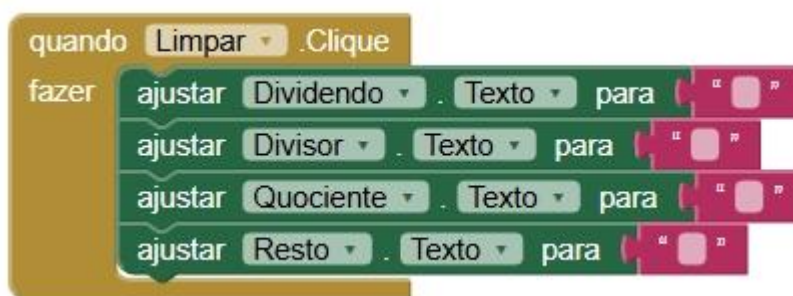 quando Limpar .Clique
fazer ajustar Dividendo . Texto para “ ”
ajustar Divisor . Texto para “ ”
ajustar Quociente . Texto para “ ”
ajustar Resto . Texto para “ ”